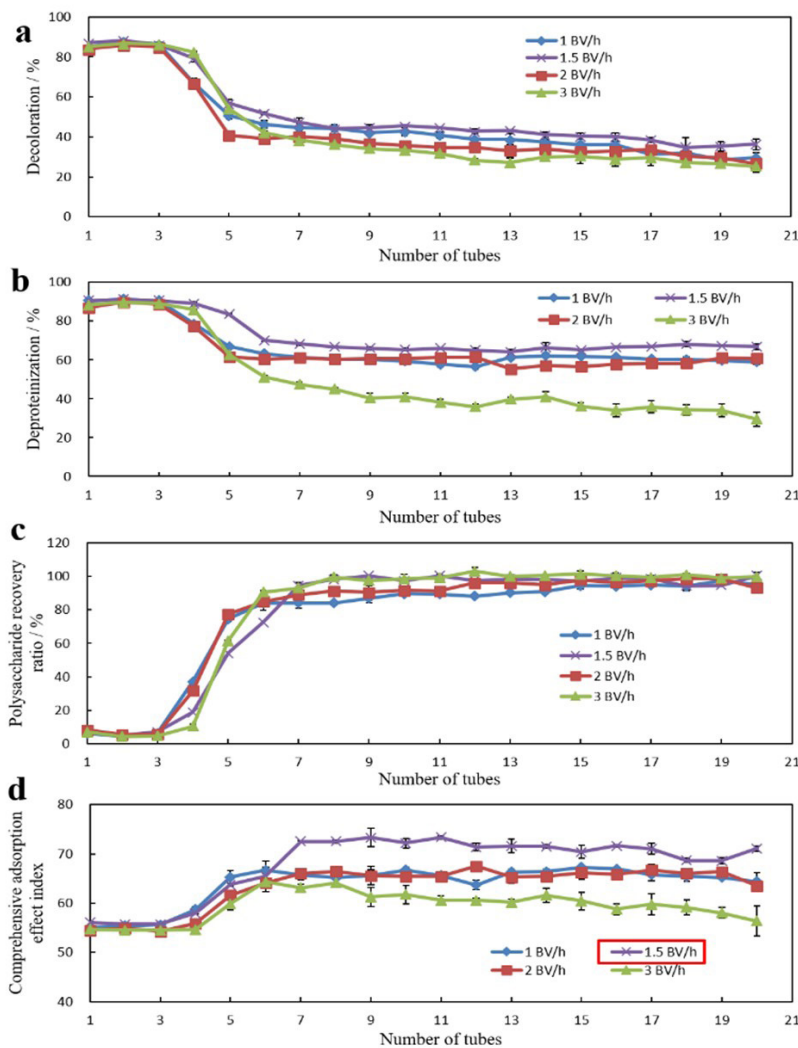 a
100
80
60
40
20
0
Decoloration / %
1 BV/h
1.5 BV/h
2 BV/h
3 BV/h
1 3 5 7 9 11 13 15 17 19 21
Number of tubes
b
100
80
60
40
20
0
Deproteinization / %
1 BV/h 1.5 BV/h
2 BV/h 3 BV/h
1 3 5 7 9 11 13 15 17 19 21
Number of tubes
c
120
100
80
60
40
20
0
Polysaccharide recovery
ratio / %
1 BV/h
1.5 BV/h
2 BV/h
3 BV/h
1 3 5 7 9 11 13 15 17 19 21
Number of tubes
d
80
70
60
50
40
Comprehensive adsorption
effect index
1 BV/h 1.5 BV/h
2 BV/h 3 BV/h
1 3 5 7 9 11 13 15 17 19 21
Number of tubes